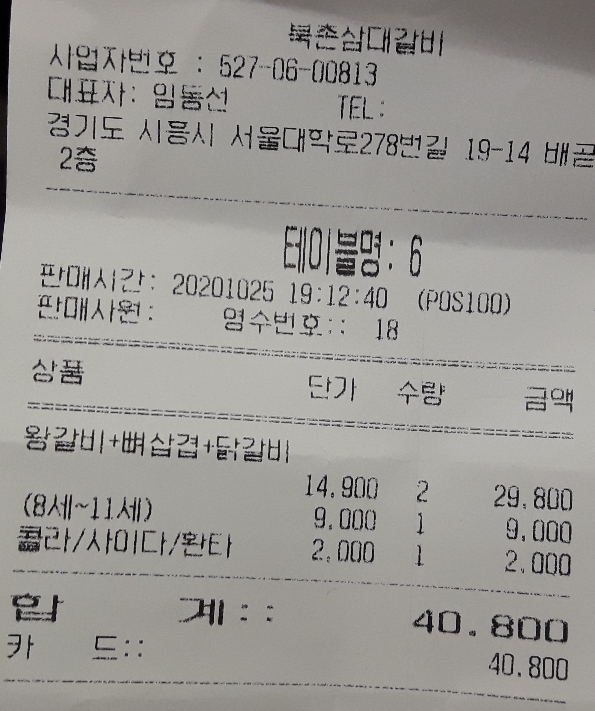 북촌삼대갈비
사업자번호 : 527-06-00813
대표자: 임동선 TEL:
경기도 시흥시 서울대학로278번길 19-14 배곧
2층
테이블명: 6
판매시간: 20201025 19:12:40 (POS100)
판매사원: 영수번호:: 18
상품 단가 수량 금액
왕갈비+뼈삼겹+닭갈비
14,900 2 29,800
(8세~11세) 9,000 1 9,000
콜라/사이다/환타 2,000 1 2,000
합 계:: 40,800
카 드:: 40,800